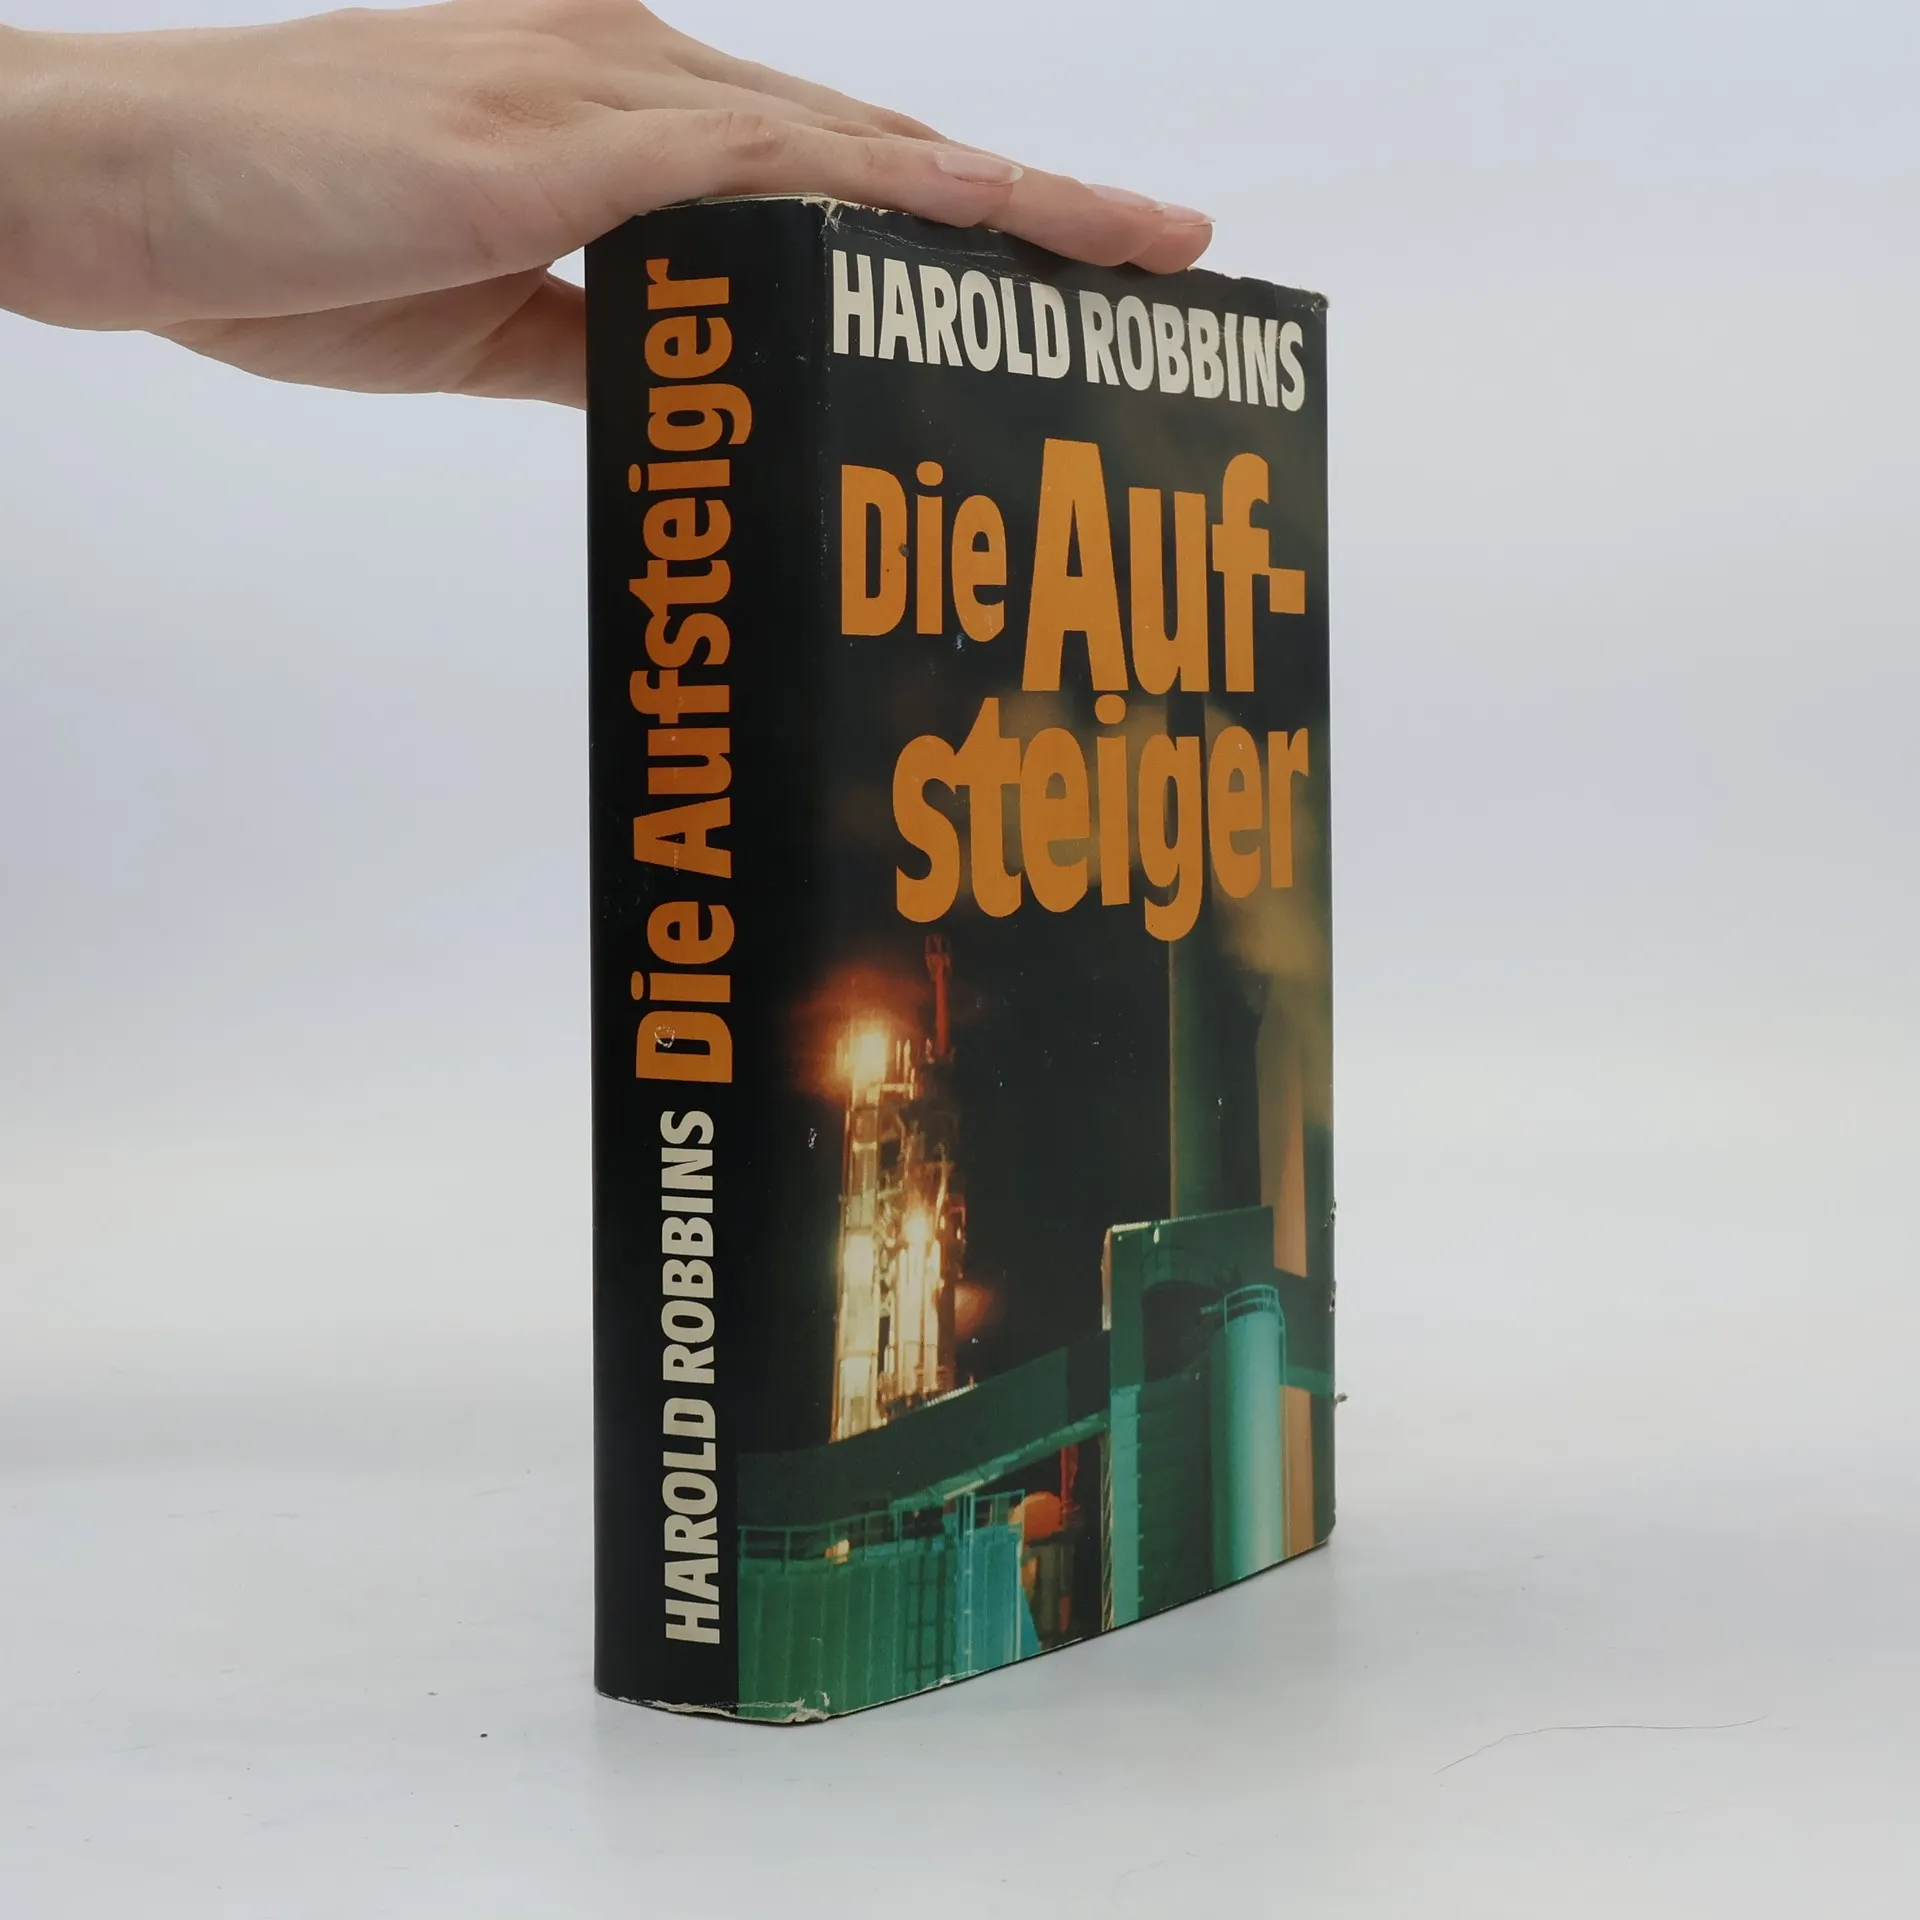 HAROLD ROBBINS
Die Auf-
steiger
HAROLD ROBBINS Die Aufsteiger